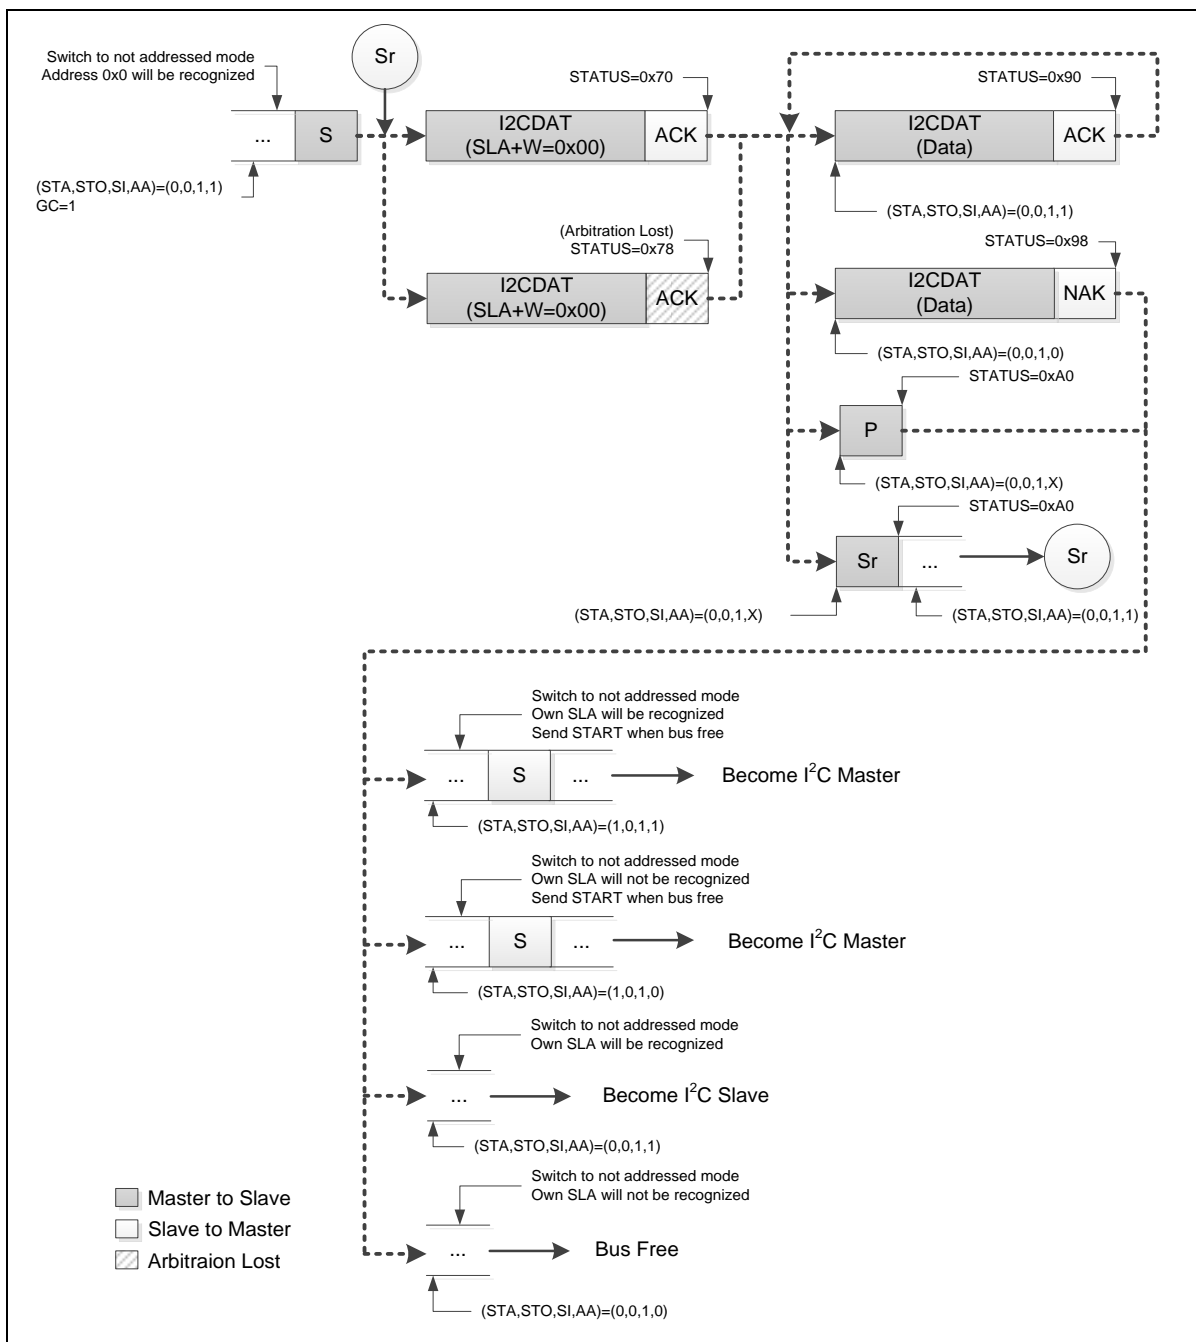 Switch to not addressed mode
Address 0x0 will be recognized
Sr
STATUS=0x70
STATUS=0x90
...
S
I2CDAT
(SLA+W=0x00)
ACK
I2CDAT
(Data)
ACK
(STA,STO,SI,AA)=(0,0,1,1)
GC=1
(STA,STO,SI,AA)=(0,0,1,1)
(Arbitration Lost)
STATUS=0x78
STATUS=0x98
I2CDAT
(SLA+W=0x00)
ACK
I2CDAT
(Data)
NAK
(STA,STO,SI,AA)=(0,0,1,0)
STATUS=0xA0
P
(STA,STO,SI,AA)=(0,0,1,X)
STATUS=0xA0
Sr
...
Sr
(STA,STO,SI,AA)=(0,0,1,X)
(STA,STO,SI,AA)=(0,0,1,1)
Switch to not addressed mode
Own SLA will be recognized
Send START when bus free
...
S
...
Become I²C Master
(STA,STO,SI,AA)=(1,0,1,1)
Switch to not addressed mode
Own SLA will not be recognized
Send START when bus free
...
S
...
Become I²C Master
(STA,STO,SI,AA)=(1,0,1,0)
Switch to not addressed mode
Own SLA will be recognized
...
Become I²C Slave
(STA,STO,SI,AA)=(0,0,1,1)
Switch to not addressed mode
Own SLA will not be recognized
...
Bus Free
(STA,STO,SI,AA)=(0,0,1,0)
Master to Slave
Slave to Master
Arbitraion Lost